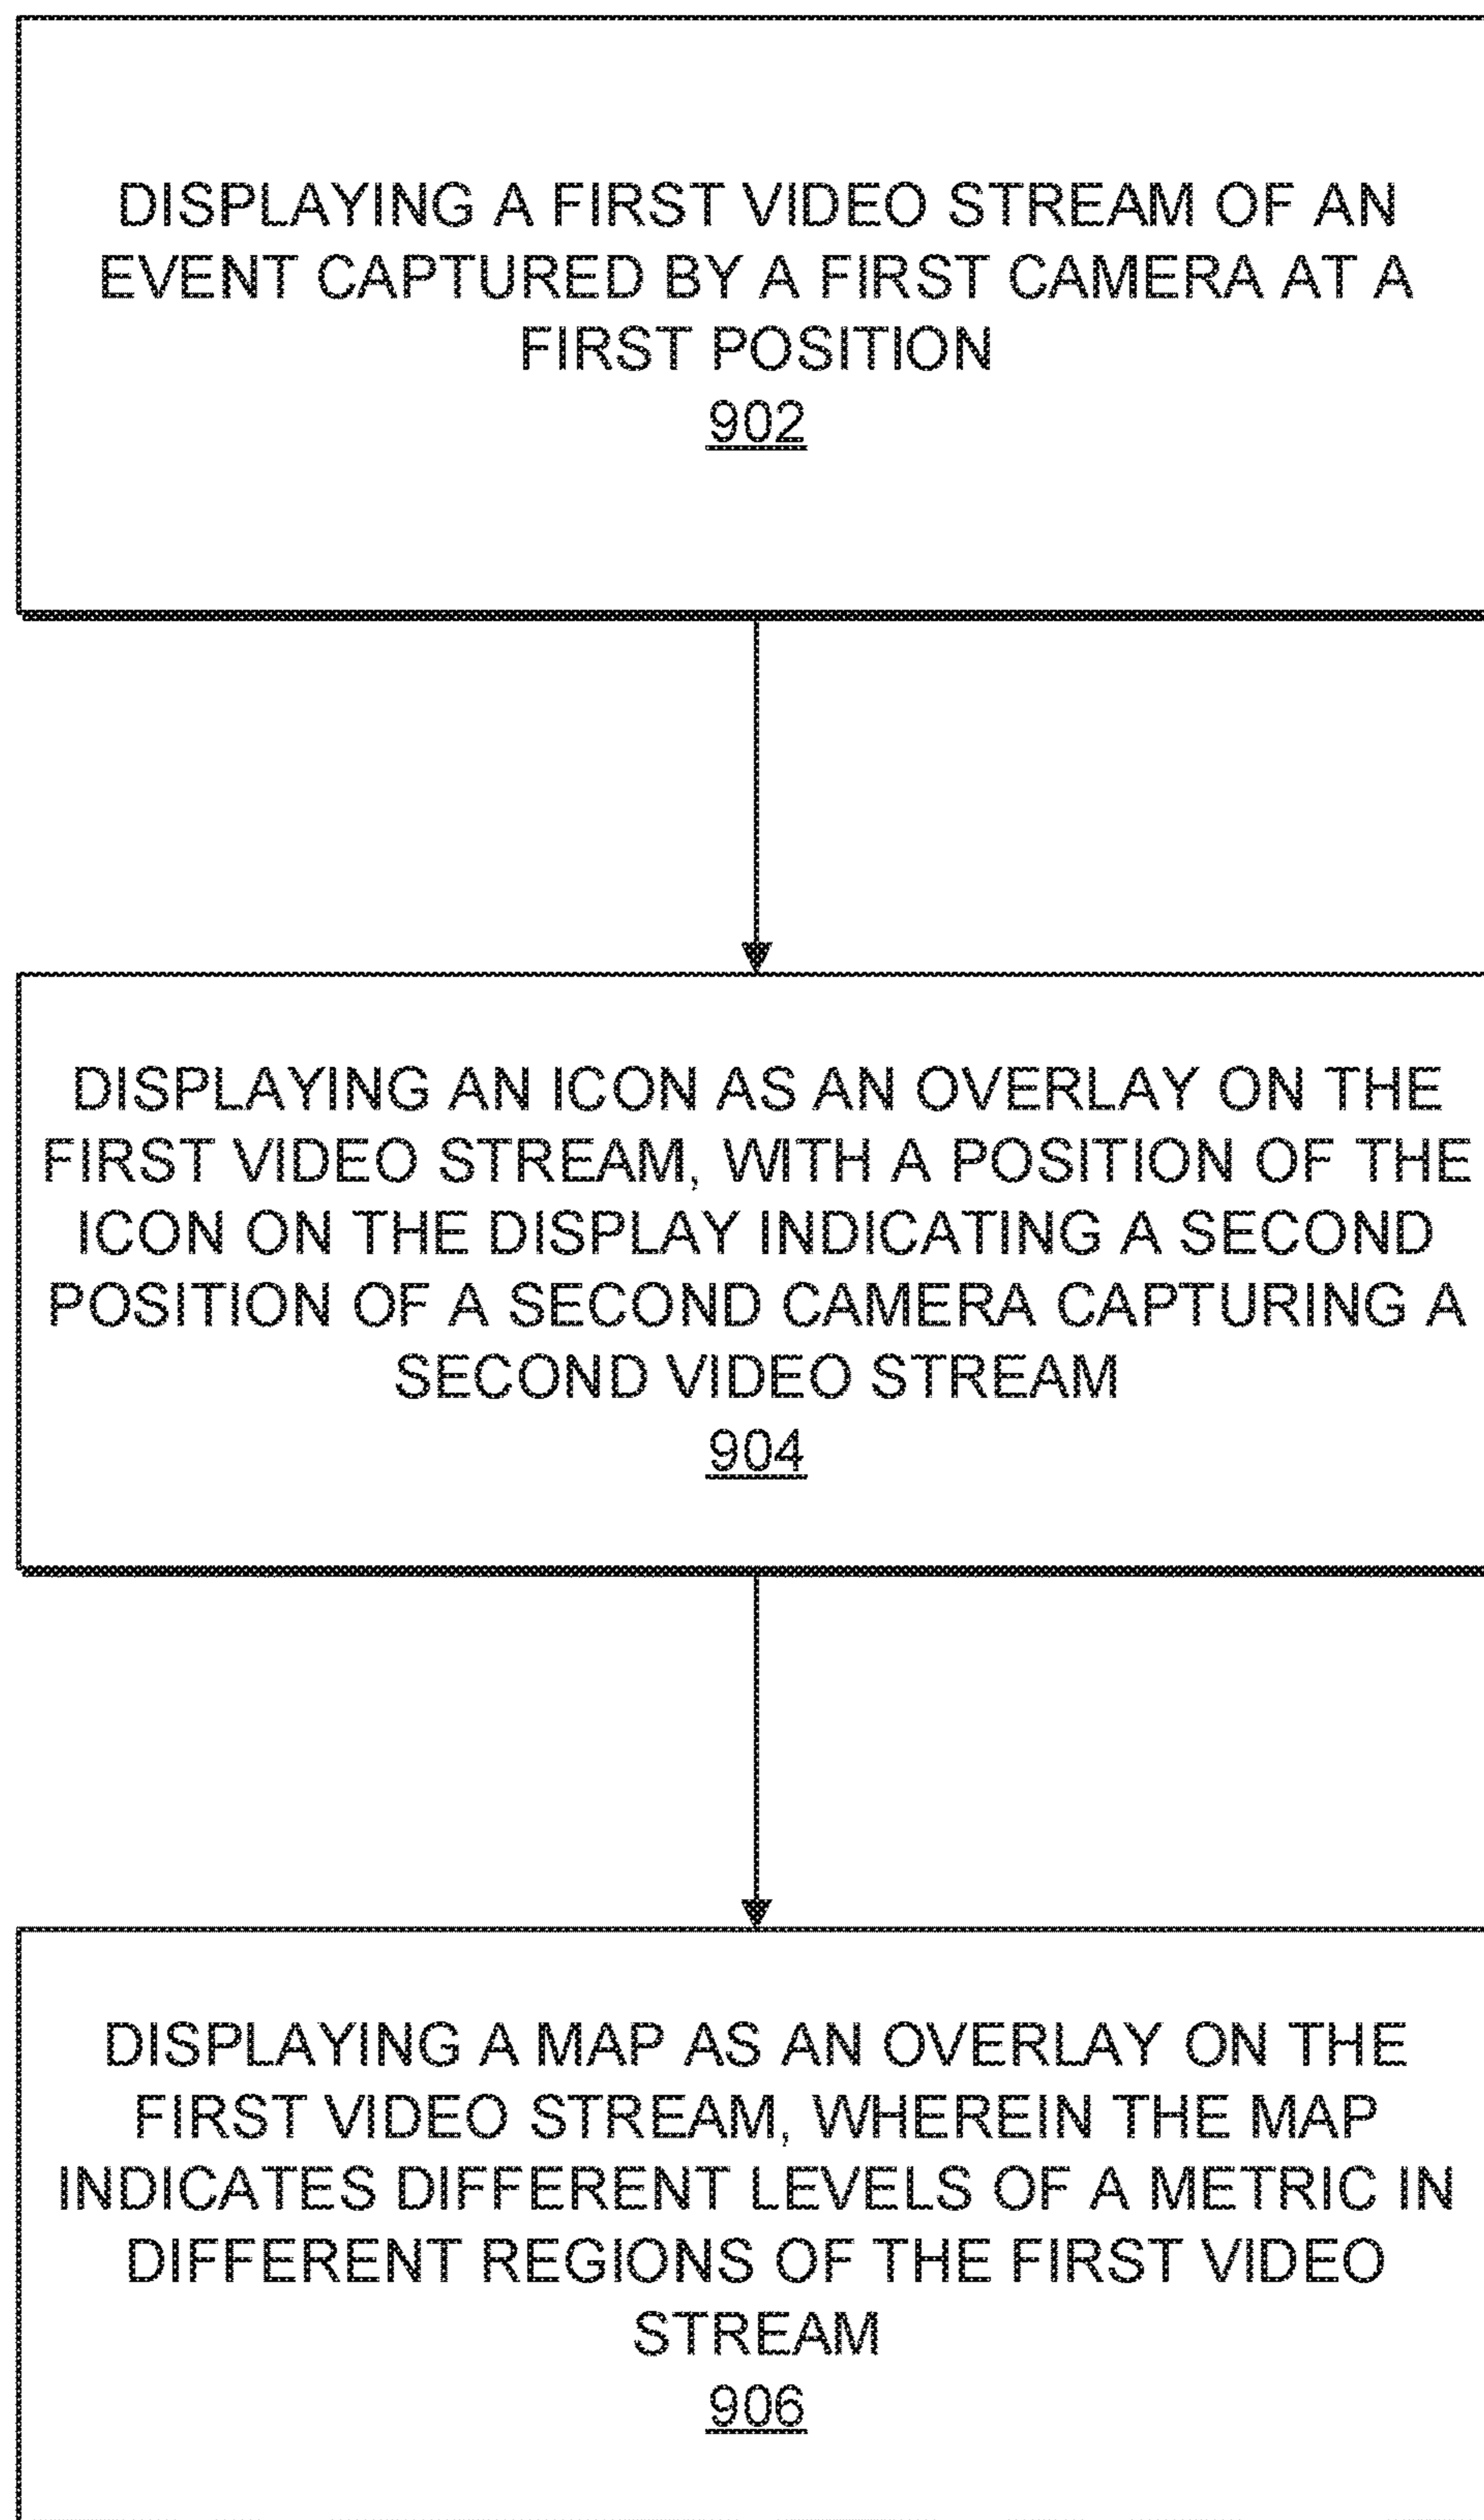 DISPLAYING A FIRST VIDEO STREAM OF AN
EVENT CAPTURED BY A FIRST CAMERA AT A
FIRST POSITION
902
DISPLAYING AN ICON AS AN OVERLAY ON THE
FIRST VIDEO STREAM, WITH A POSITION OF THE
ICON ON THE DISPLAY INDICATING A SECOND
POSITION OF A SECOND CAMERA CAPTURING A
SECOND VIDEO STREAM
904
DISPLAYING A MAP AS AN OVERLAY ON THE
FIRST VIDEO STREAM, WHEREIN THE MAP
INDICATES DIFFERENT LEVELS OF A METRIC IN
DIFFERENT REGIONS OF THE FIRST VIDEO
STREAM
906